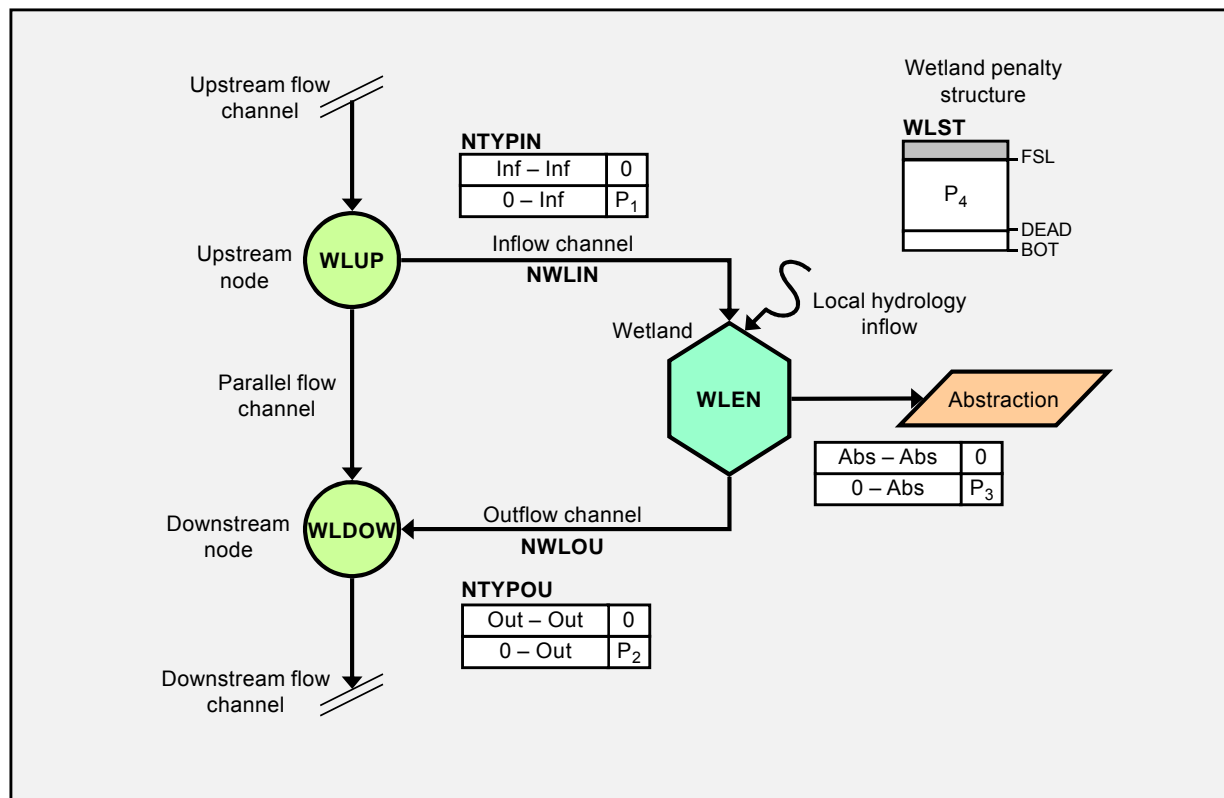 Upstream flow
channel
Wetland penalty
structure
WLST
FSL
P4
DEAD
BOT
NTYPIN
Inf – Inf 0
0 – Inf P1
Upstream
node
WLUP
Inflow channel
NWLIN
Local hydrology
inflow
Wetland
WLEN
Abstraction
Parallel flow
channel
Abs – Abs 0
0 – Abs P3
Downstream
node
WLDOW
Outflow channel
NWLOU
NTYPOU
Out – Out 0
0 – Out P2
Downstream flow
channel